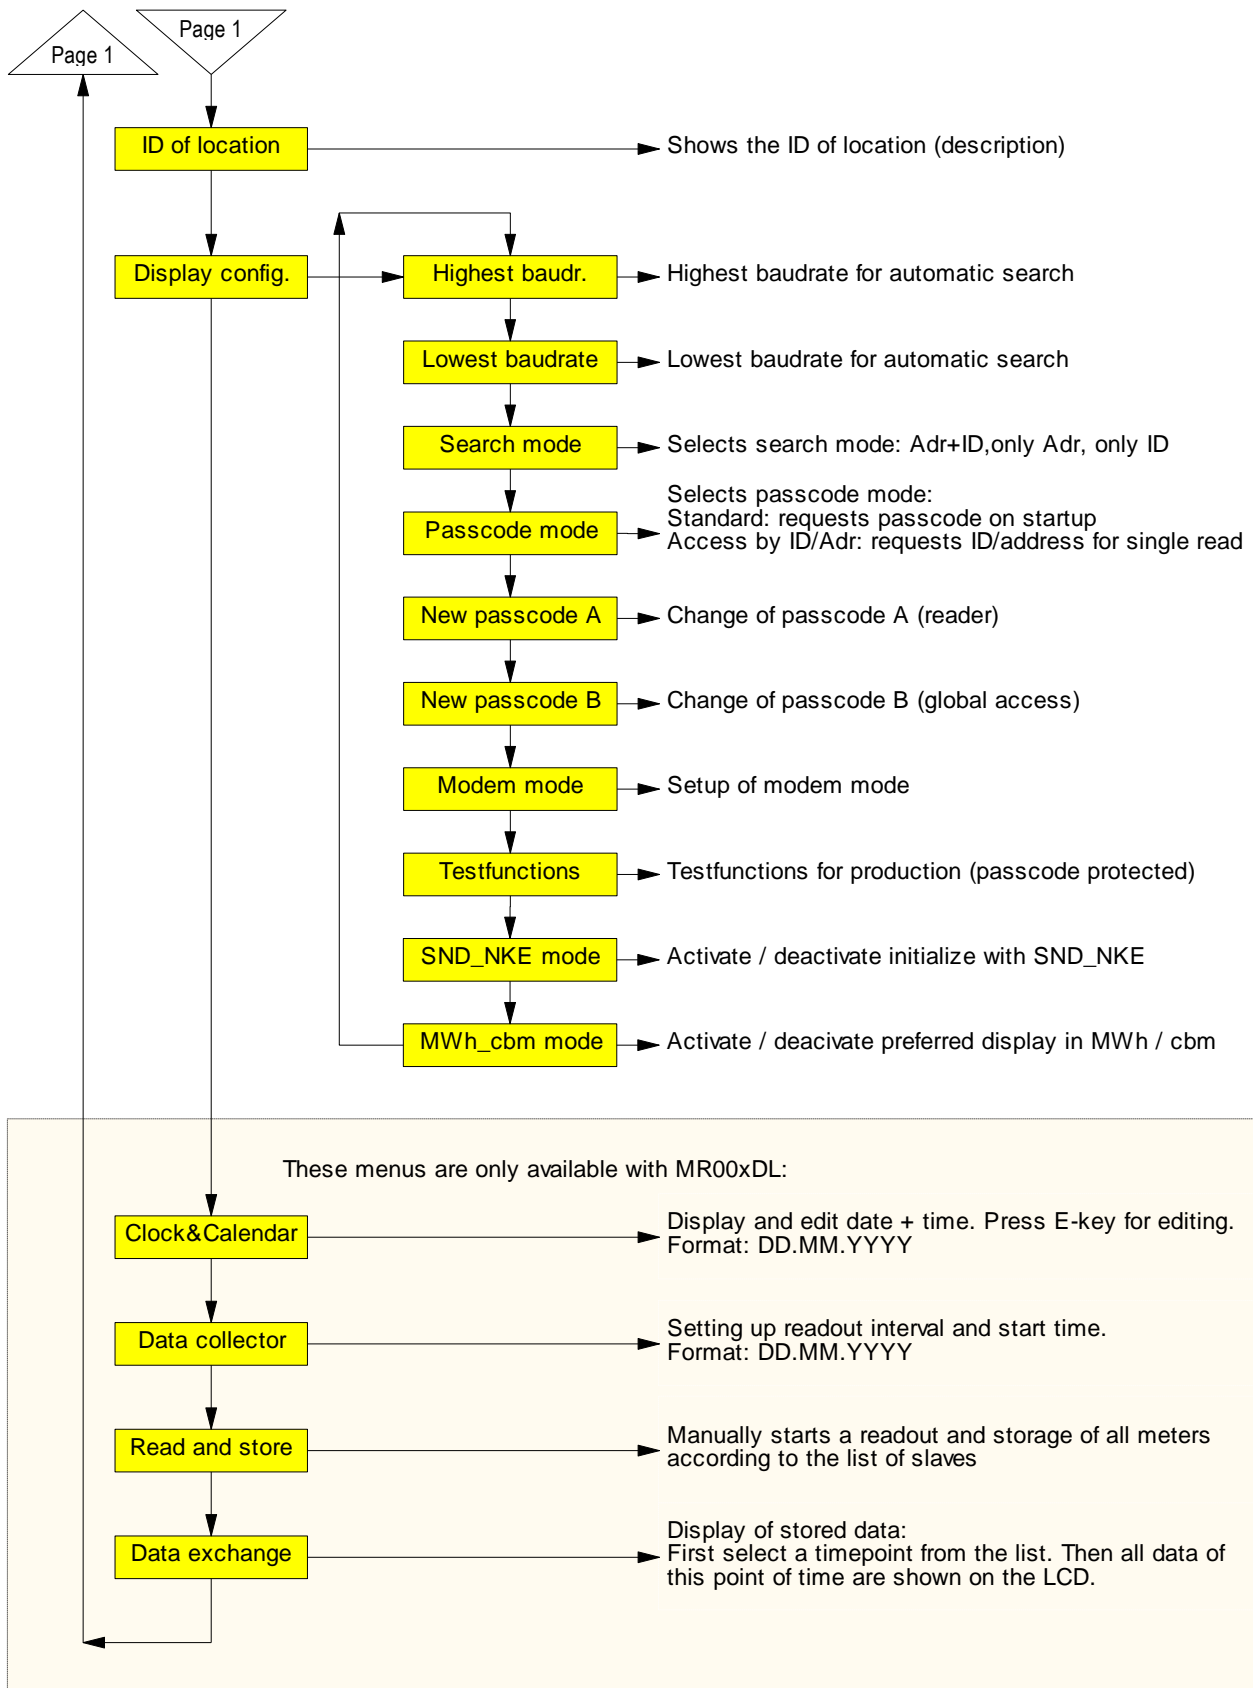 Page 1
Page 1
ID of location
Shows the ID of location (description)
Display config.
Highest baudr.
Highest baudrate for automatic search
Lowest baudrate
Lowest baudrate for automatic search
Search mode
Selects search mode: Adr+ID,only Adr, only ID
Passcode mode
Selects passcode mode:
Standard: requests passcode on startup
Access by ID/Adr: requests ID/address for single read
New passcode A
Change of passcode A (reader)
New passcode B
Change of passcode B (global access)
Modem mode
Setup of modem mode
Testfunctions
Testfunctions for production (passcode protected)
SND_NKE mode
Activate / deactivate initialize with SND_NKE
MWh_cbm mode
Activate / deacivate preferred display in MWh / cbm
These menus are only available with MR00xDL:
Clock&Calendar
Display and edit date + time. Press E-key for editing.
Format: DD.MM.YYYY
Data collector
Setting up readout interval and start time.
Format: DD.MM.YYYY
Read and store
Manually starts a readout and storage of all meters
according to the list of slaves
Data exchange
Display of stored data:
First select a timepoint from the list. Then all data of
this point of time are shown on the LCD.